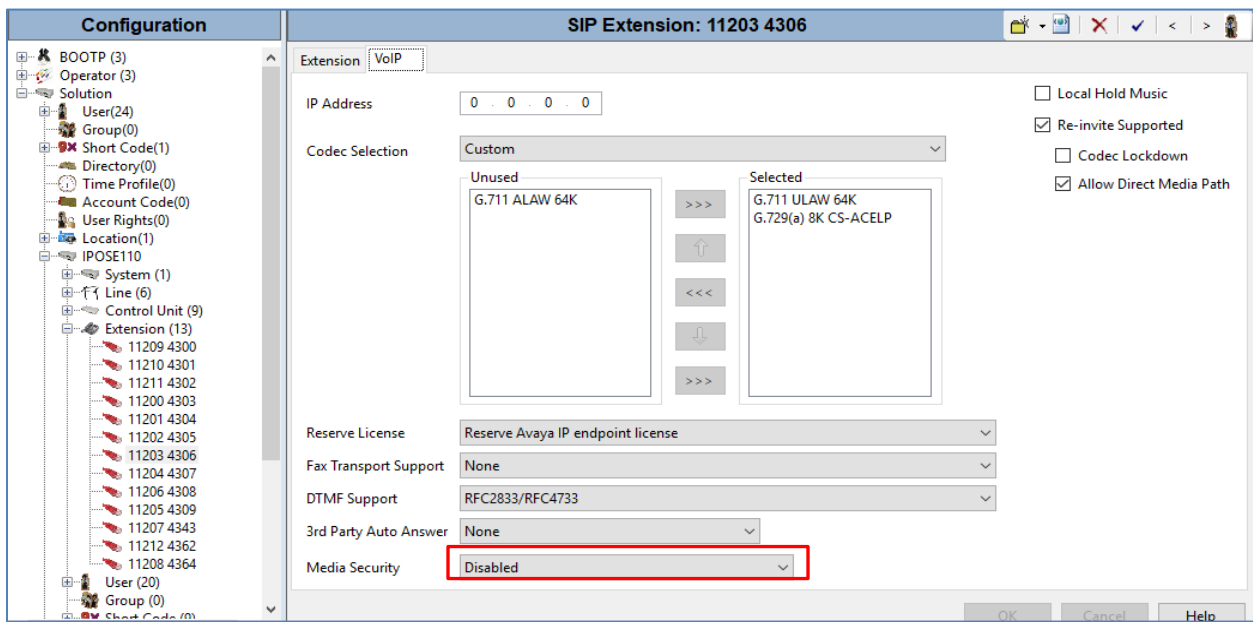 Configuration
BOOTP (3)
Operator (3)
Solution
User(24)
Group(0)
Short Code(1)
Directory(0)
Time Profile(0)
Account Code(0)
User Rights(0)
Location(1)
IPOSE110
System (1)
Line (6)
Control Unit (9)
Extension (13)
11209 4300
11210 4301
11211 4302
11200 4303
11201 4304
11202 4305
11203 4306
11204 4307
11206 4308
11205 4309
11207 4343
11212 4362
11208 4364
User (20)
Group (0)
Short Code (9)
SIP Extension: 11203 4306
Extension VoIP
IP Address 0 . 0 . 0 . 0
Local Hold Music
Re-invite Supported
Codec Selection Custom
Codec Lockdown
Allow Direct Media Path
Unused Selected
G.711 ALAW 64K >>> G.711 ULAW 64K
G.729(a) 8K CS-ACELP
<<<
>>>
Reserve License Reserve Avaya IP endpoint license
Fax Transport Support None
DTMF Support RFC2833/RFC4733
3rd Party Auto Answer None
Media Security Disabled
OK Cancel Help